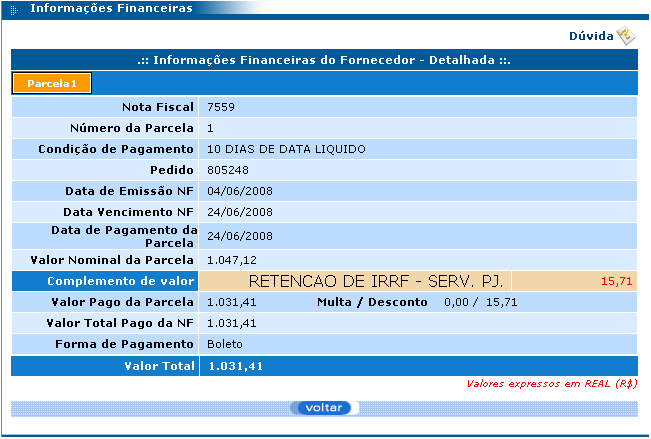 Informações Financeiras
Dúvida
.:: Informações Financeiras do Fornecedor - Detalhada ::.
Parcela1
Nota Fiscal 7559
Número da Parcela 1
Condição de Pagamento 10 DIAS DE DATA LIQUIDO
Pedido 805248
Data de Emissão NF 04/06/2008
Data Vencimento NF 24/06/2008
Data de Pagamento da
Parcela 24/06/2008
Valor Nominal da Parcela 1.047,12
Complemento de valor RETENCAO DE IRRF - SERV. PJ. 15,71
Valor Pago da Parcela 1.031,41 Multa / Desconto 0,00 / 15,71
Valor Total Pago da NF 1.031,41
Forma de Pagamento Boleto
Valor Total 1.031,41
Valores expressos em REAL (R$)
voltar